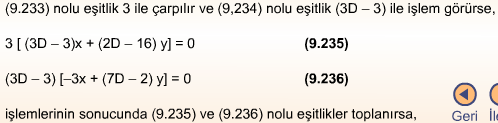 (9.233) nolu eşitlik 3 ile çarpılır ve (9,234) nolu eşitlik (3D – 3) ile işlem görürse,
3 [ (3D – 3)x + (2D – 16) y] = 0 (9.235)
(3D – 3) [–3x + (7D – 2) y] = 0 (9.236)
işlemlerinin sonucunda (9.235) ve (9.236) nolu eşitlikler toplanırsa,
Geri